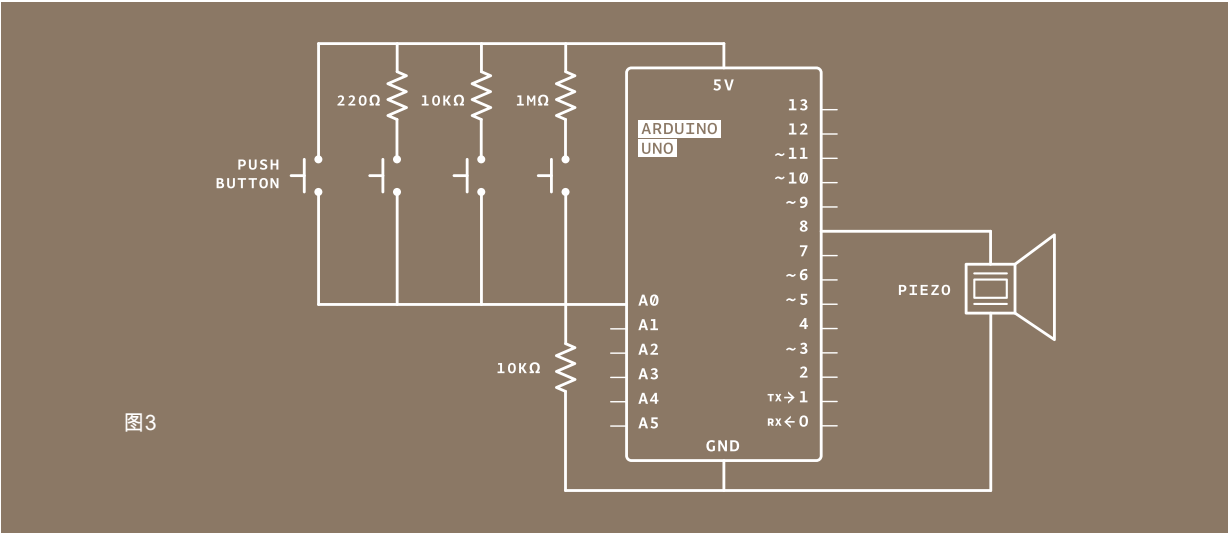 5V
ARDUINO
UNO
220Ω
10KΩ
1MΩ
PUSH
BUTTON
13
12
~11
~10
~9
8
7
~6
~5
4
~3
2
TX→1
RX←0
A0
A1
A2
A3
A4
A5
GND
PIEZO
10KΩ
图3